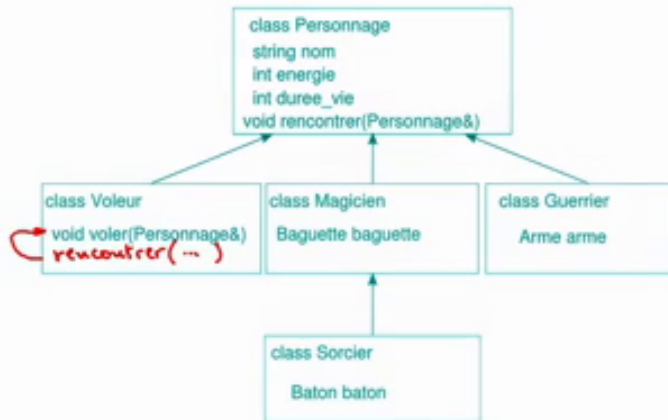 class Personnage
string nom
int energie
int duree_vie
void rencontrer(Personnage&)
class Voleur
void voler(Personnage&)
rencontrer(...)
class Magicien
Baguette baguette
class Guerrier
Arme arme
class Sorcier
Baton baton